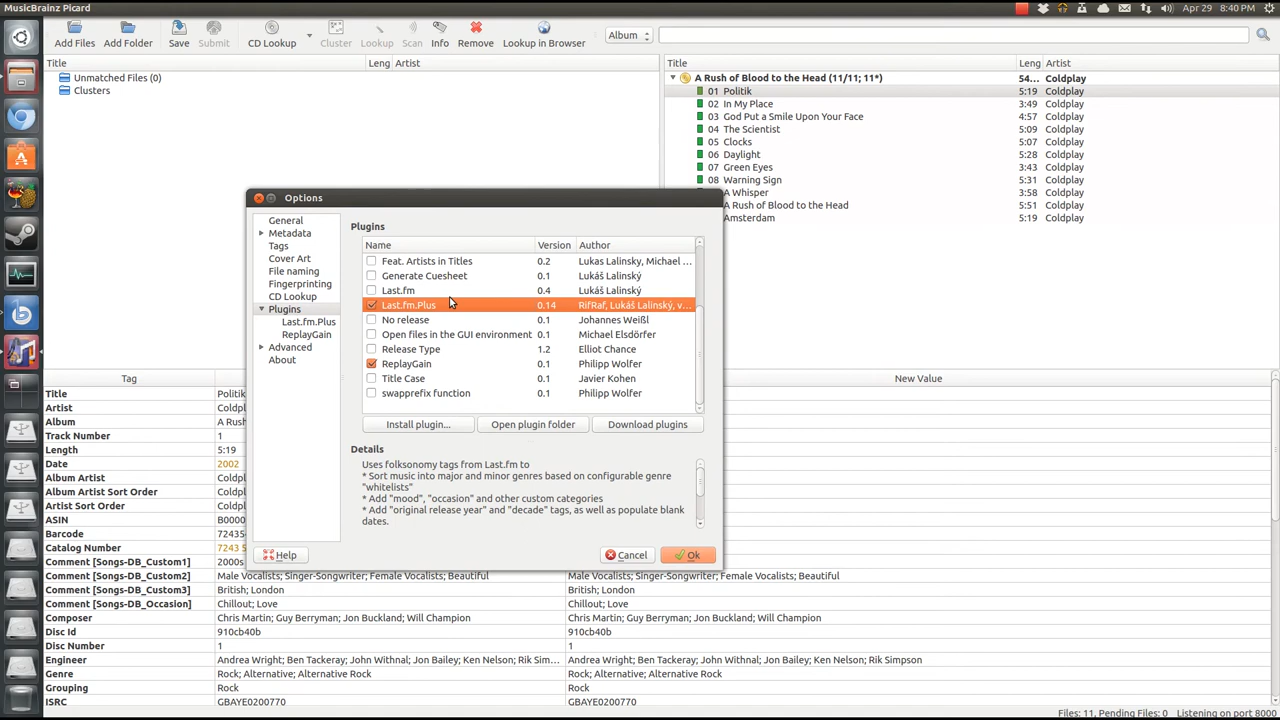 MusicBrainz Picard
Apr 29 8:40 PM
Add Files
Add Folder
Save
Submit
CD Lookup
Cluster
Lookup
Scan
Info
Remove
Lookup in Browser
Album
Title Leng Artist
Unmatched Files (0)
Clusters
Title Leng Artist
A Rush of Blood to the Head (11/11; 11*) 54... Coldplay
01 Politik 5:19 Coldplay
02 In My Place 3:49 Coldplay
03 God Put a Smile Upon Your Face 4:57 Coldplay
04 The Scientist 5:09 Coldplay
05 Clocks 5:07 Coldplay
06 Daylight 5:28 Coldplay
07 Green Eyes 3:43 Coldplay
08 Warning Sign 5:31 Coldplay
A Whisper 3:58 Coldplay
A Rush of Blood to the Head 5:51 Coldplay
Amsterdam 5:19 Coldplay
Options
General
Metadata
Tags
Cover Art
File naming
Fingerprinting
CD Lookup
Plugins
Last.fm.Plus
ReplayGain
Advanced
About
Plugins
Name Version Author
Feat. Artists in Titles 0.2 Lukas Lalinsky, Michael ...
Generate Cuesheet 0.1 Lukáš Lalinský
Last.fm 0.4 Lukáš Lalinský
Last.fm.Plus 0.14 RifRaf, Lukáš Lalinský, v...
No release 0.1 Johannes Weißl
Open files in the GUI environment 0.1 Michael Elsdörfer
Release Type 1.2 Elliot Chance
ReplayGain 0.1 Philipp Wolfer
Title Case 0.1 Javier Kohen
swapprefix function 0.1 Philipp Wolfer
Install plugin...
Open plugin folder
Download plugins
Details
Uses folksonomy tags from Last.fm to
* Sort music into major and minor genres based on configurable genre
"whitelists"
* Add "mood", "occasion" and other custom categories
* Add "original release year" and "decade" tags, as well as populate blank
dates.
Help
Cancel
Ok
Tag New Value
Title Politik
Artist Coldpl
Album A Rush
Track Number 1
Length 5:19
Date 2002
Album Artist Coldpl
Album Artist Sort Order Coldpl
Artist Sort Order Coldpl
ASIN B0000
Barcode 72435
Catalog Number 7243 5
Comment [Songs-DB_Custom1] 2000s
Comment [Songs-DB_Custom2] Male Vocalists; Singer-Songwriter; Female Vocalists; Beautiful Male Vocalists; Singer-Songwriter; Female Vocalists; Beautiful
Comment [Songs-DB_Custom3] British; London British; London
Comment [Songs-DB_Occasion] Chillout; Love Chillout; Love
Composer Chris Martin; Guy Berryman; Jon Buckland; Will Champion Chris Martin; Guy Berryman; Jon Buckland; Will Champion
Disc Id 910cb40b 910cb40b
Disc Number 1 1
Engineer Andrea Wright; Ben Tackeray; John Withnal; Jon Bailey; Ken Nelson; Rik Sim... Andrea Wright; Ben Tackeray; John Withnal; Jon Bailey; Ken Nelson; Rik Simpson
Genre Rock; Alternative; Alternative Rock Rock; Alternative; Alternative Rock
Grouping Rock Rock
ISRC GBAYE0200770 GBAYE0200770
Files: 11, Pending Files: 0 Listening on port 8000